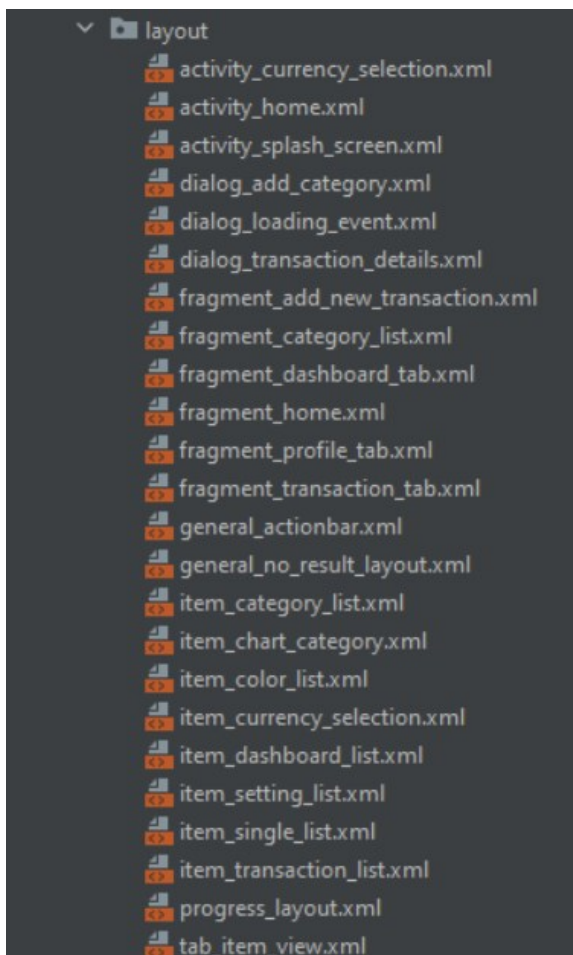 layout
activity_currency_selection.xml
activity_home.xml
activity_splash_screen.xml
dialog_add_category.xml
dialog_loading_event.xml
dialog_transaction_details.xml
fragment_add_new_transaction.xml
fragment_category_list.xml
fragment_dashboard_tab.xml
fragment_home.xml
fragment_profile_tab.xml
fragment_transaction_tab.xml
general_actionbar.xml
general_no_result_layout.xml
item_category_list.xml
item_chart_category.xml
item_color_list.xml
item_currency_selection.xml
item_dashboard_list.xml
item_setting_list.xml
item_single_list.xml
item_transaction_list.xml
progress_layout.xml
tab_item_view.xml